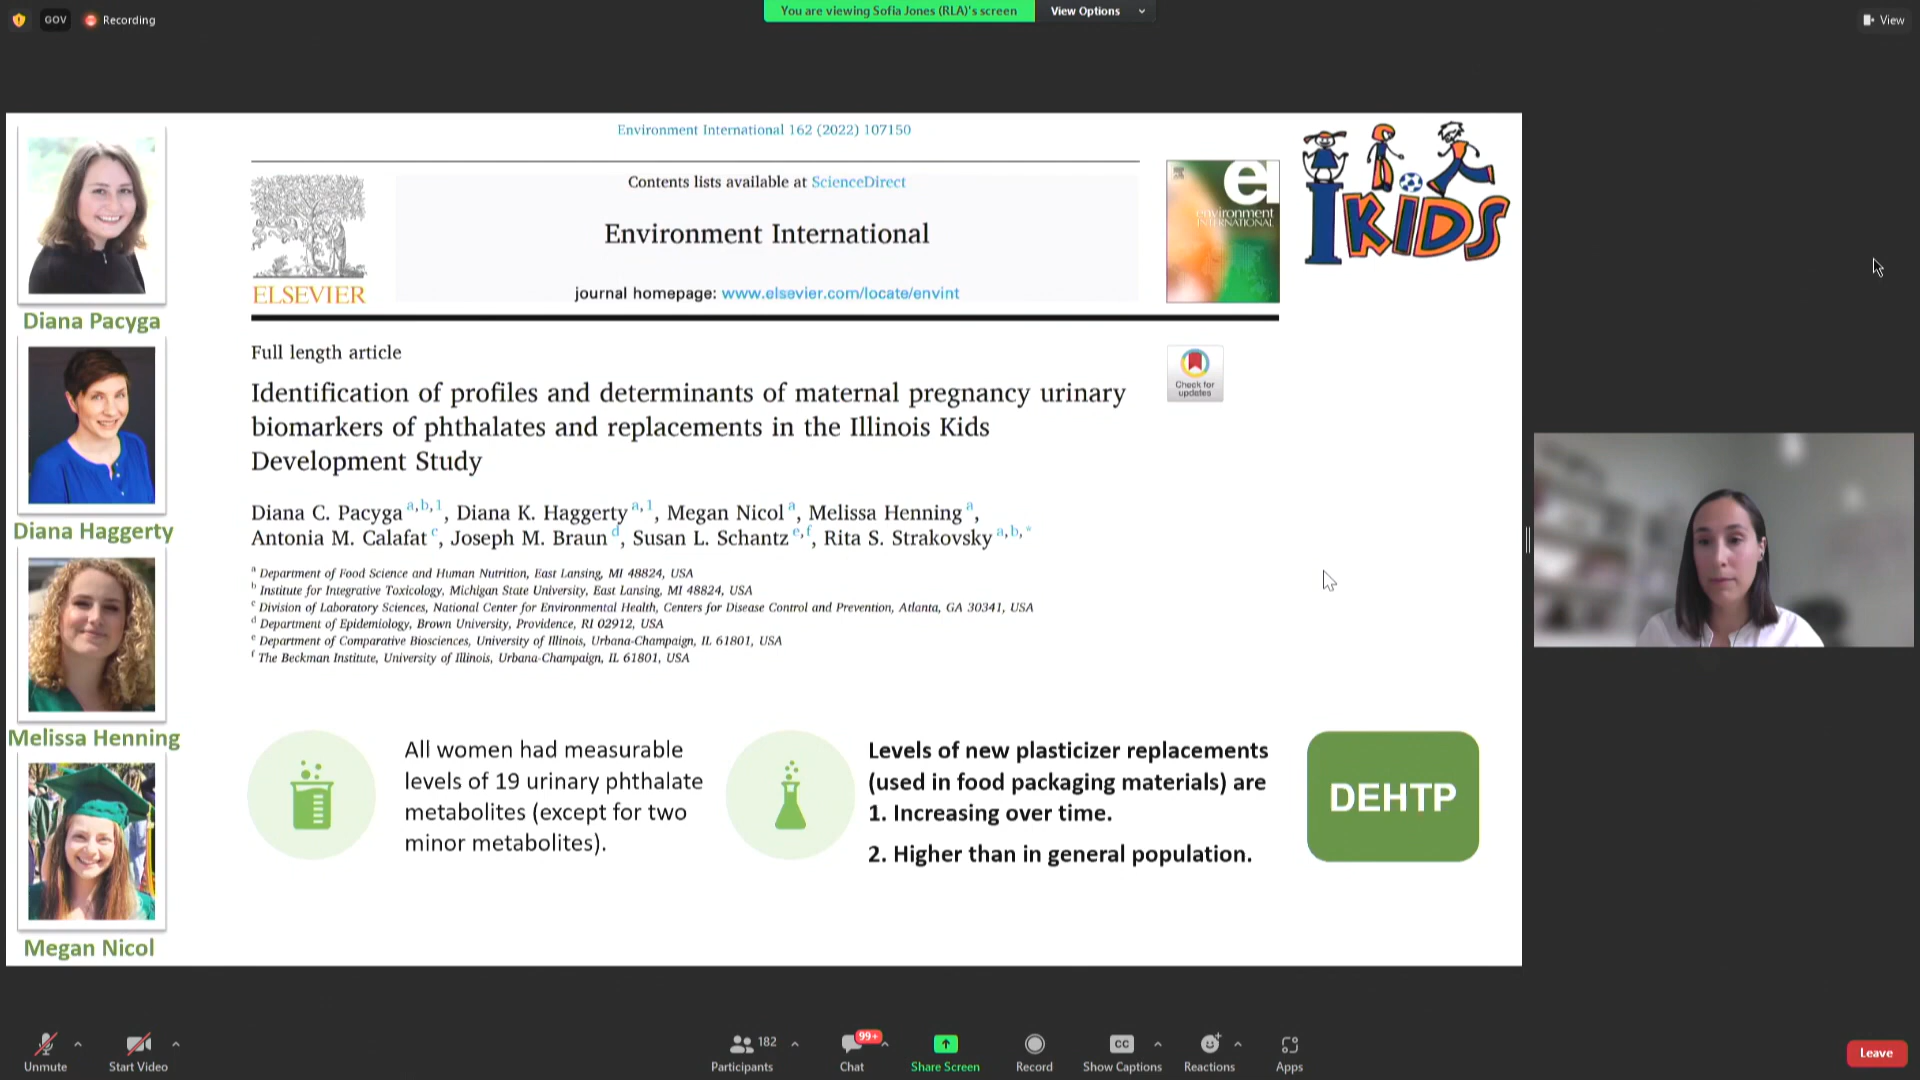 GOV
Recording
You are viewing Sofia Jones (RLA)'s screen
View Options
View
Diana Pacyga
Diana Haggerty
Melissa Henning
Megan Nicol
Environment International 162 (2022) 107150
Contents lists available at ScienceDirect
Environment International
journal homepage: www.elsevier.com/locate/envint
ELSEVIER
e
environment
INTERNATIONAL
I KIDS
Full length article
Check for
updates
Identification of profiles and determinants of maternal pregnancy urinary
biomarkers of phthalates and replacements in the Illinois Kids
Development Study
Diana C. Pacyga a,b,1, Diana K. Haggerty a,1, Megan Nicol a, Melissa Henning a,
Antonia M. Calafat c, Joseph M. Braun d, Susan L. Schantz e,f, Rita S. Strakovsky a,b,*
a Department of Food Science and Human Nutrition, East Lansing, MI 48824, USA
b Institute for Integrative Toxicology, Michigan State University, East Lansing, MI 48824, USA
c Division of Laboratory Sciences, National Center for Environmental Health, Centers for Disease Control and Prevention, Atlanta, GA 30341, USA
d Department of Epidemiology, Brown University, Providence, RI 02912, USA
e Department of Comparative Biosciences, University of Illinois, Urbana-Champaign, IL 61801, USA
f The Beckman Institute, University of Illinois, Urbana-Champaign, IL 61801, USA
All women had measurable
levels of 19 urinary phthalate
metabolites (except for two
minor metabolites).
Levels of new plasticizer replacements
(used in food packaging materials) are
1. Increasing over time.
2. Higher than in general population.
DEHTP
Unmute
Start Video
182
Participants
99+
Chat
Share Screen
Record
CC
Show Captions
Reactions
Apps
Leave